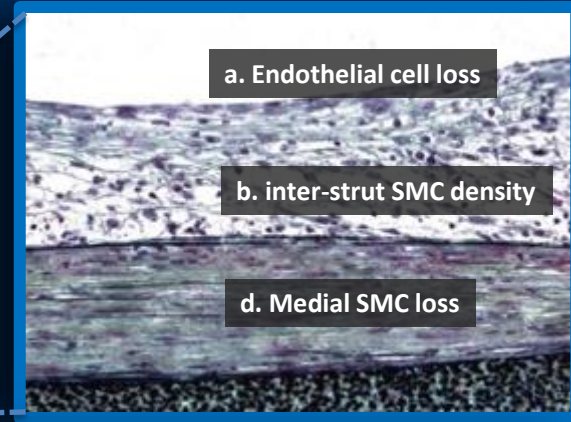 a. Endothelial cell loss
b. inter-strut SMC density
d. Medial SMC loss